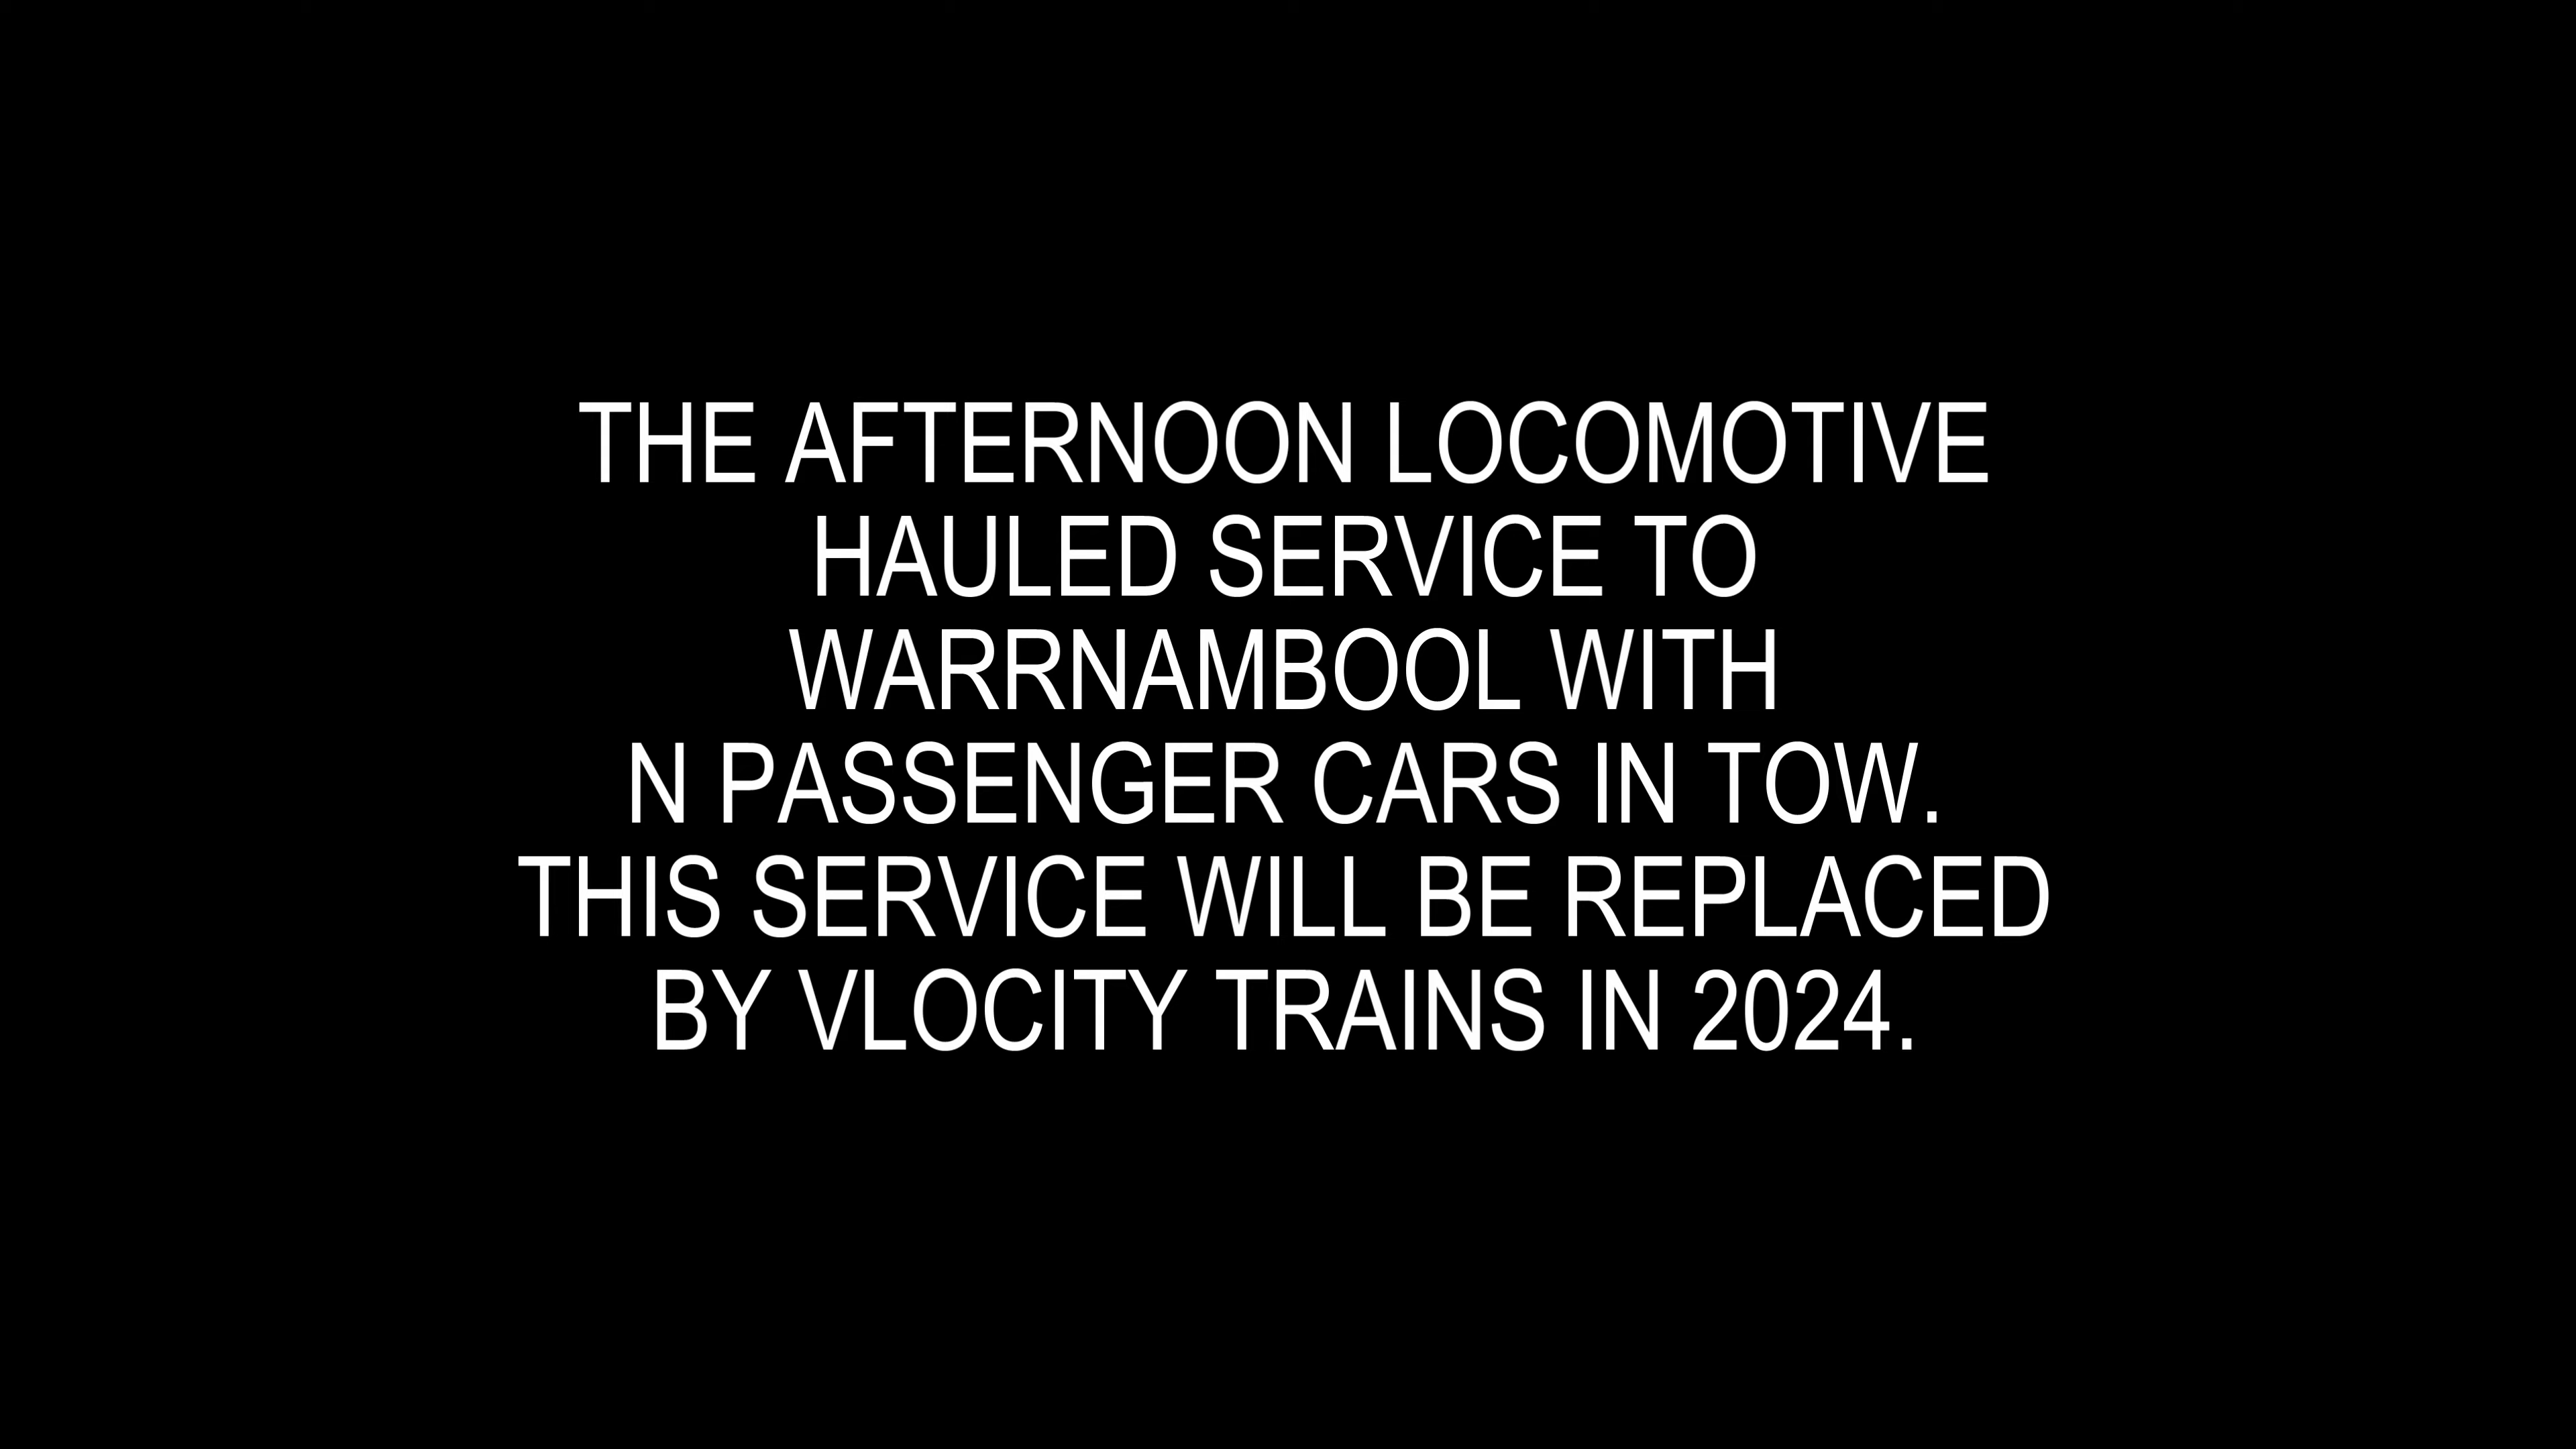 THE AFTERNOON LOCOMOTIVE
HAULED SERVICE TO
WARRNAMBOOL WITH
N PASSENGER CARS IN TOW.
THIS SERVICE WILL BE REPLACED
BY VLOCITY TRAINS IN 2024.